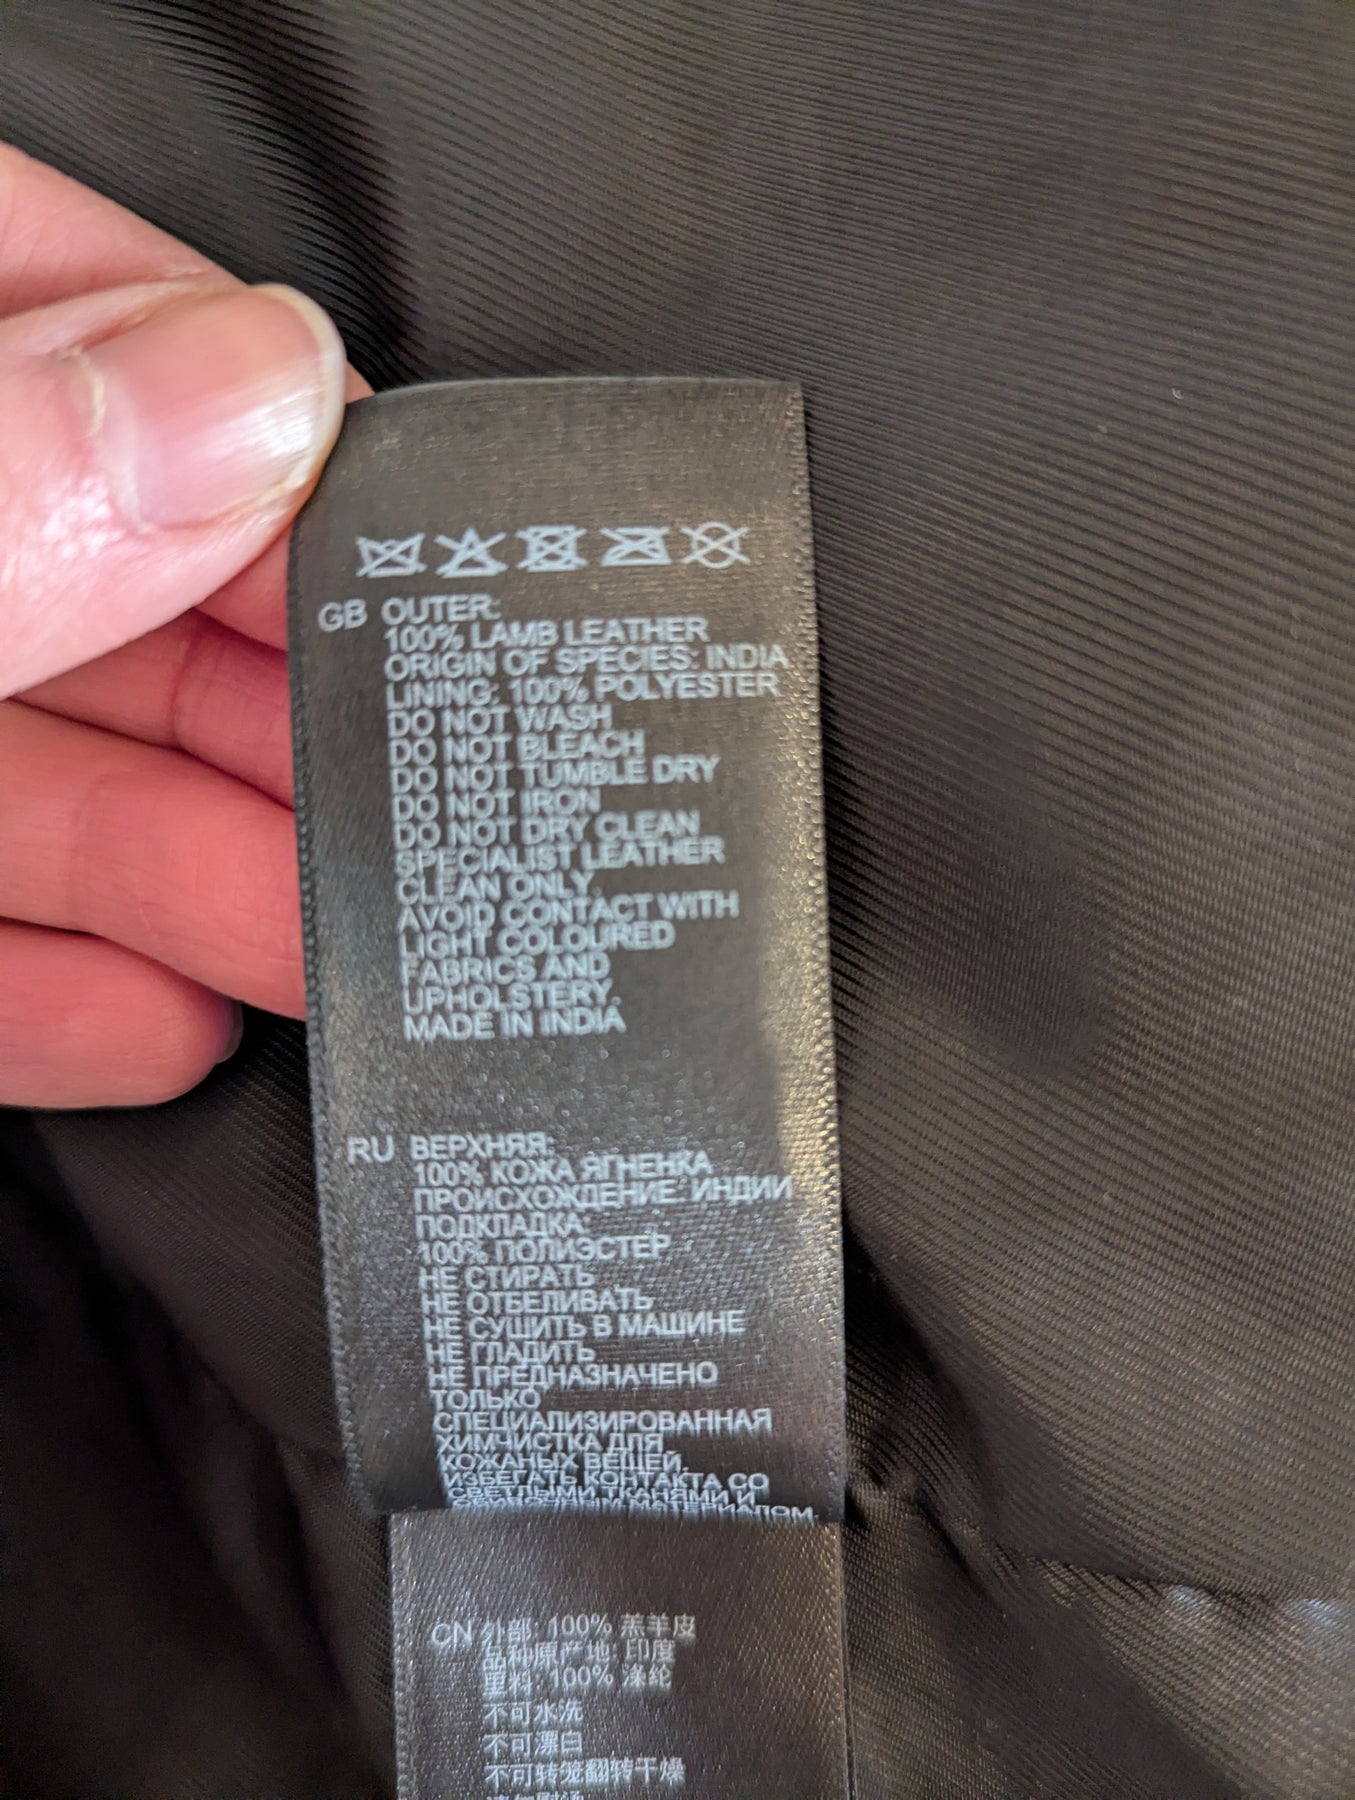 GB OUTER:
100% LAMB LEATHER
ORIGIN OF SPECIES: INDIA
LINING: 100% POLYESTER
DO NOT WASH
DO NOT BLEACH
DO NOT TUMBLE DRY
DO NOT IRON
DO NOT DRY CLEAN
SPECIALIST LEATHER
CLEAN ONLY.
AVOID CONTACT WITH
LIGHT COLOURED
FABRICS AND
UPHOLSTERY.
MADE IN INDIA
RU ВЕРХНЯЯ:
100% КОЖА ЯГНЕНКА
ПРОИСХОЖДЕНИЕ: ИНДИИ
ПОДКЛАДКА:
100% ПОЛИЭСТЕР
НЕ СТИРАТЬ
НЕ ОТБЕЛИВАТЬ
НЕ СУШИТЬ В МАШИНЕ
НЕ ГЛАДИТЬ
НЕ ПРЕДНАЗНАЧЕНО
ТОЛЬКО
СПЕЦИАЛИЗИРОВАННАЯ
ХИМЧИСТКА ДЛЯ
КОЖАНЫХ ВЕЩЕЙ.
ИЗБЕГАТЬ КОНТАКТА СО
СВЕТЛЫМИ ТКАНЯМИ И
МАТЕРИАЛОМ.
CN 外部: 100% 羔羊皮
品种原产地: 印度
里料: 100% 涤纶
不可水洗
不可漂白
不可转笼翻转干燥